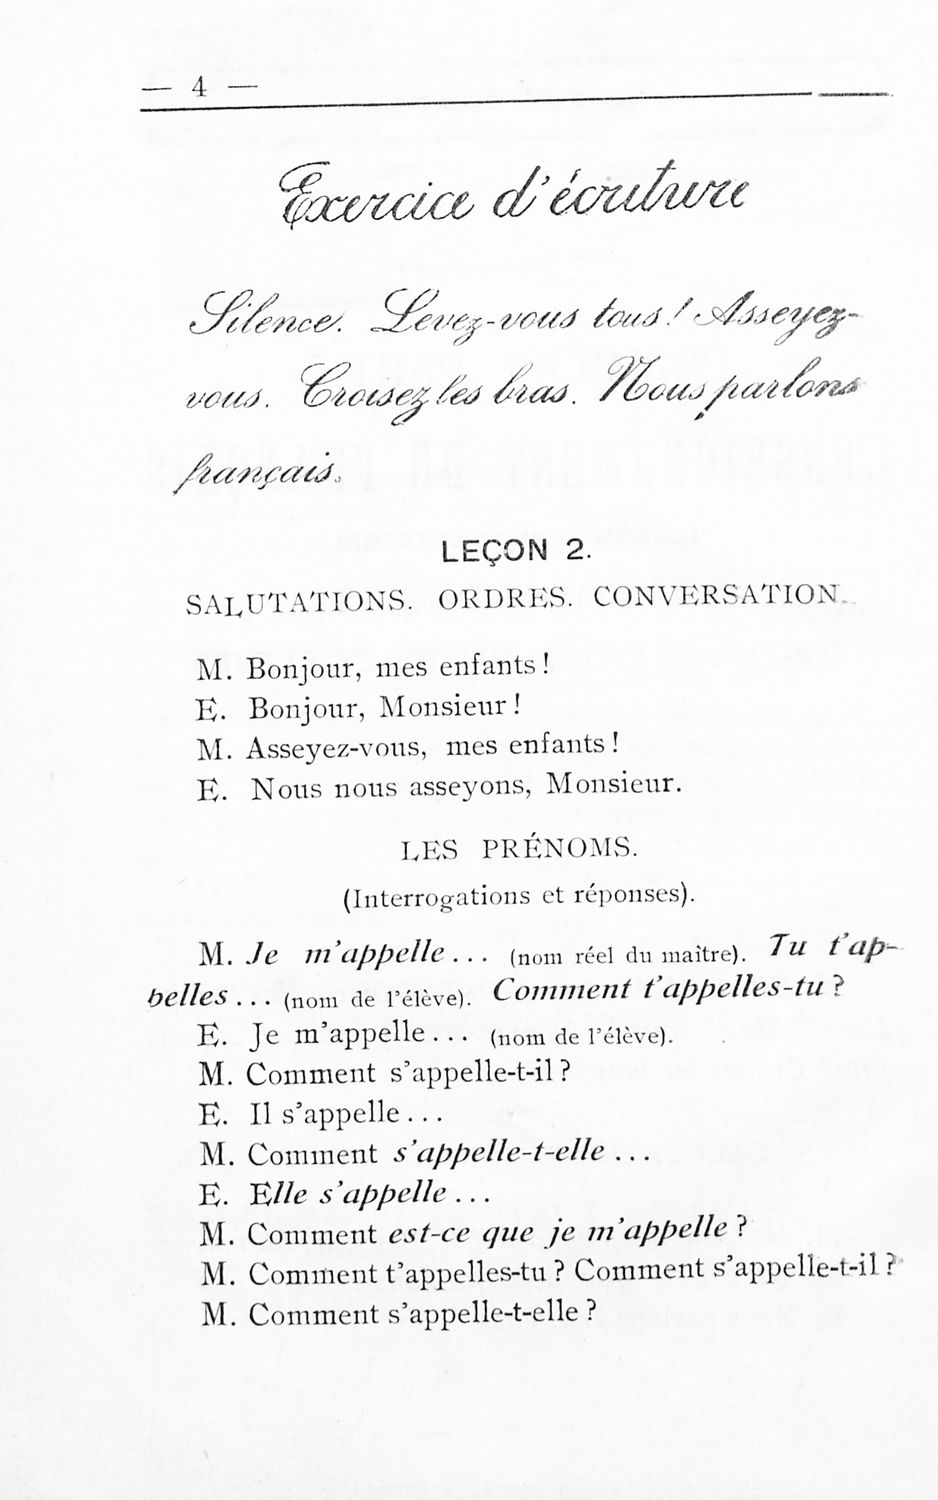 — 4 —
Exercice d'écriture
Silence. Levez-vous tous! Asseyez-
vous. Croisez les bras. Nous parlons
français.
LEÇON 2.
SALUTATIONS. ORDRES. CONVERSATION.
M. Bonjour, mes enfants!
E. Bonjour, Monsieur!
M. Asseyez-vous, mes enfants!
E. Nous nous asseyons, Monsieur.
LES PRÉNOMS.
(Interrogations et réponses).
M. Je m'appelle... (nom réel du maître). Tu t'ap-
pelles... (nom de l'élève). Comment t'appelles-tu?
E. Je m'appelle... (nom de l'élève).
M. Comment s'appelle-t-il?
E. Il s'appelle...
M. Comment s'appelle-t-elle...
E. Elle s'appelle...
M. Comment est-ce que je m'appelle?
M. Comment t'appelles-tu? Comment s'appelle-t-il?
M. Comment s'appelle-t-elle?